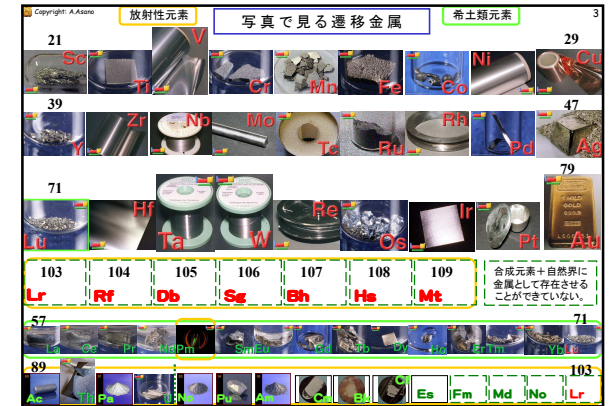 Copyright: A.Asano
放射性元素
写真で見る遷移金属
希土類元素
3
21
29
Sc
Ti
V
Cr
Mn
Fe
Co
Ni
Cu
39
47
Y
Zr
Nb
Mo
Tc
Ru
Rh
Pd
Ag
71
79
Lu
Hf
Ta
W
Re
Os
Ir
Pt
Au
GOLD
103 104 105 106 107 108 109
Lr Rf Db Sg Bh Hs Mt
合成元素+自然界に
金属として存在させる
ことができていない。
57
71
La
Ce
Pr
Nd
Pm
Sm
Eu
Gd
Tb
Dy
Ho
Er
Tm
Yb
Lu
89
103
Ac
Th
Pa
U
Np
Pu
Am
Cm
Bk
Cf
Es
Fm
Md
No
Lr